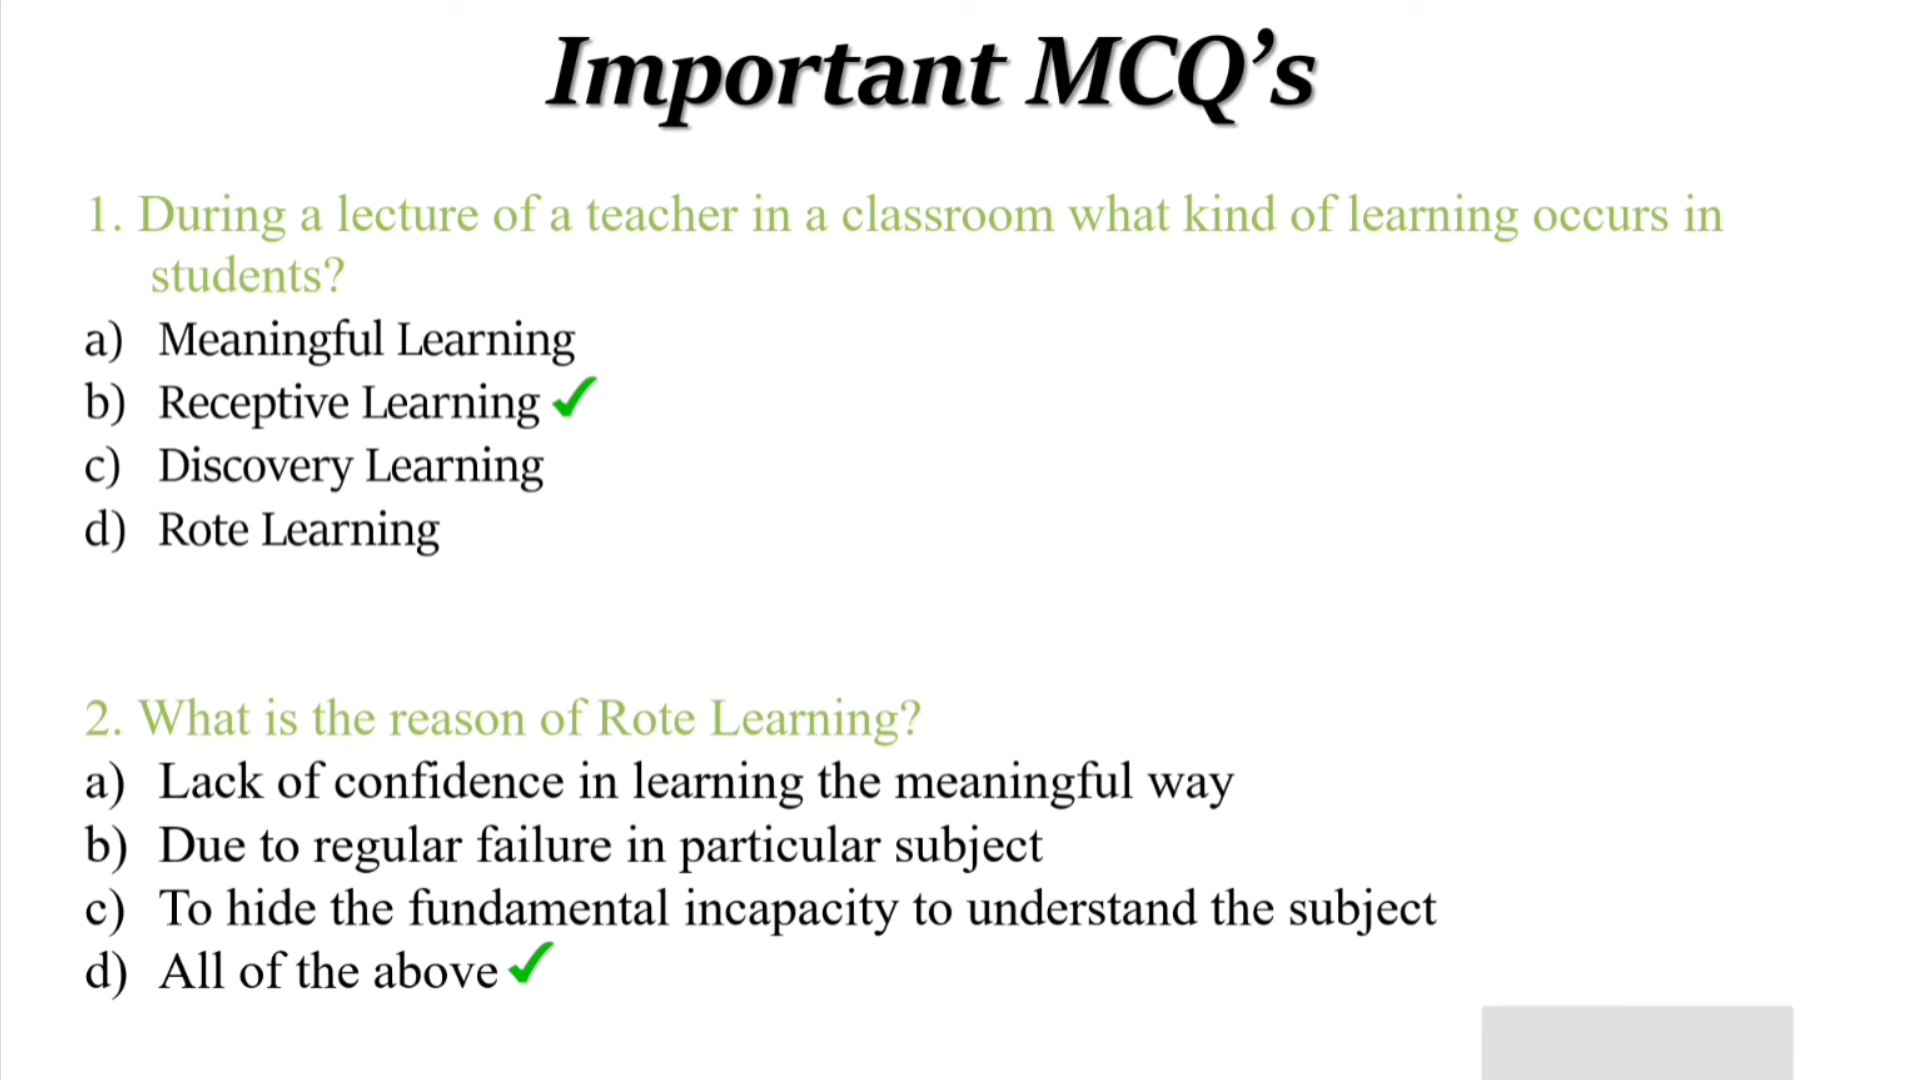 Important MCQ’s
1. During a lecture of a teacher in a classroom what kind of learning occurs in
students?
a) Meaningful Learning
b) Receptive Learning
c) Discovery Learning
d) Rote Learning
2. What is the reason of Rote Learning?
a) Lack of confidence in learning the meaningful way
b) Due to regular failure in particular subject
c) To hide the fundamental incapacity to understand the subject
d) All of the above